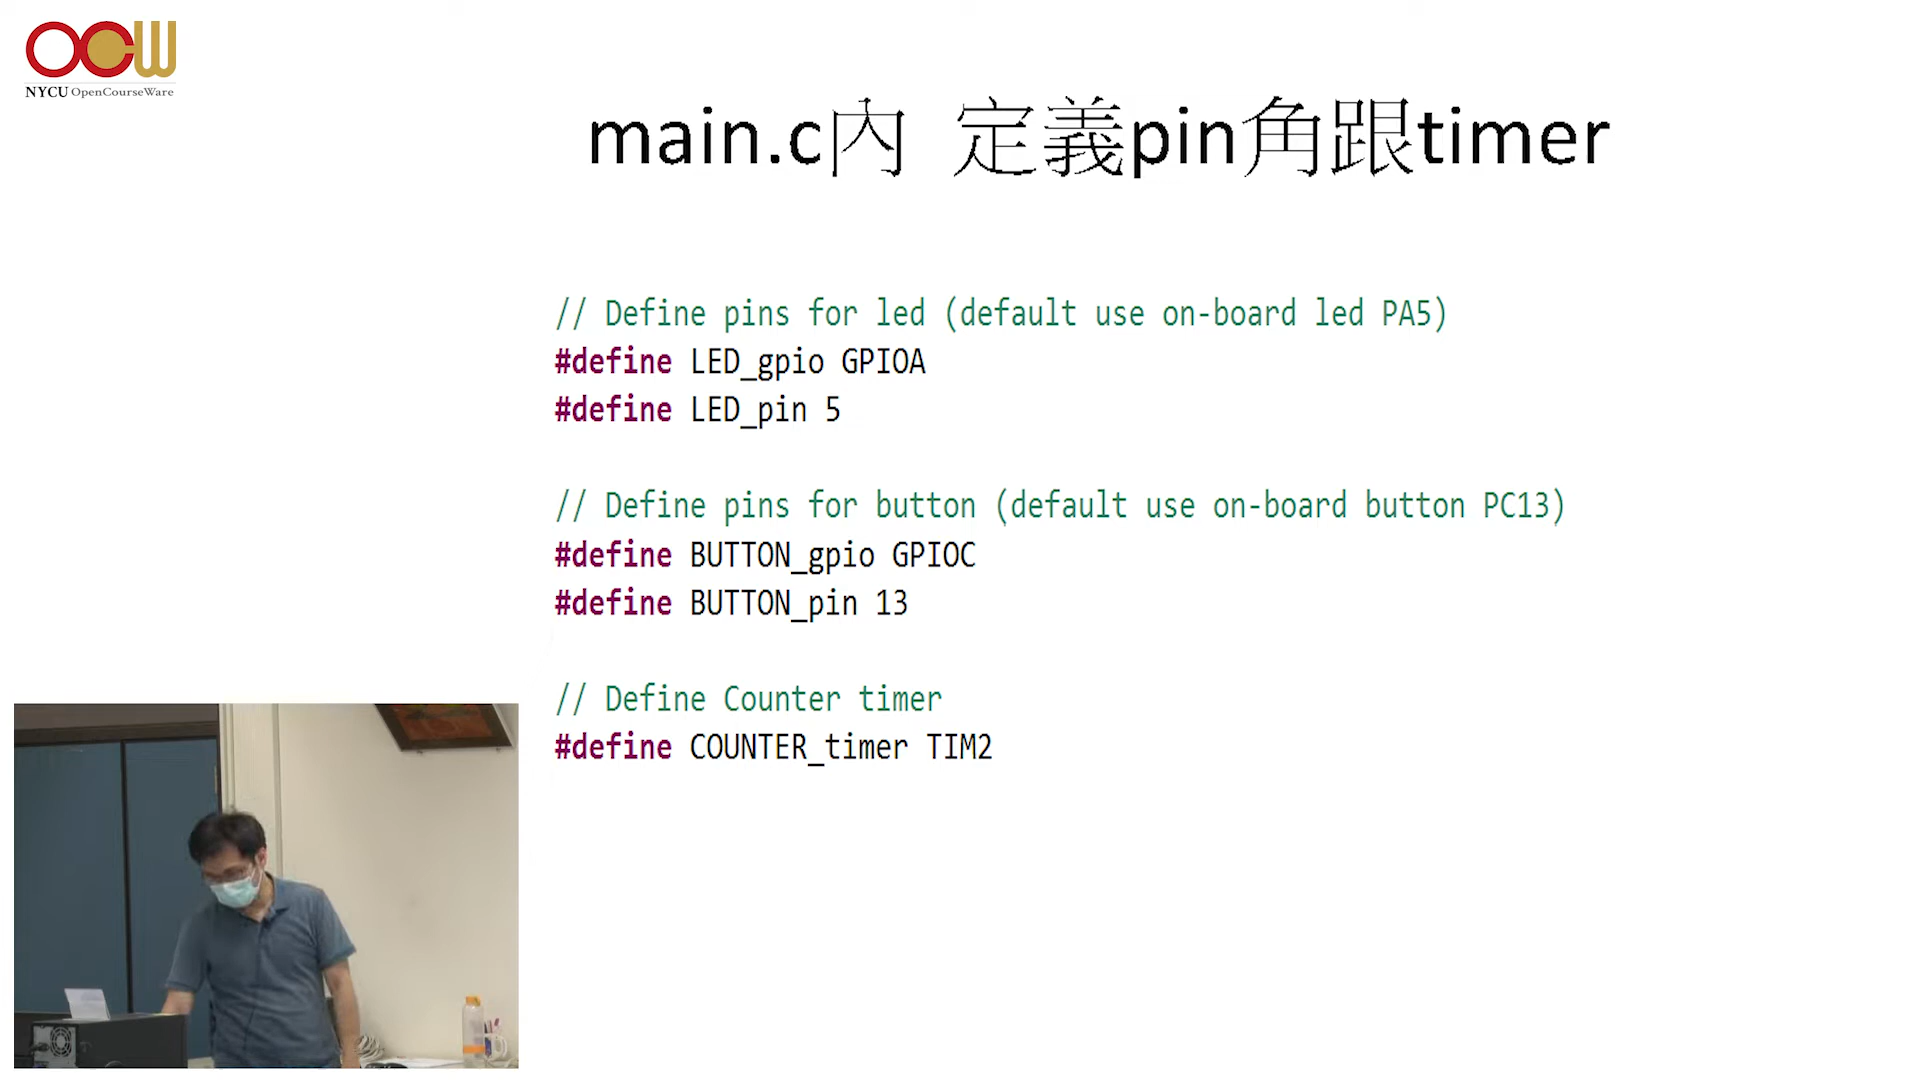 OCW
NYCU OpenCourseWare
main.c內 定義pin角跟timer
// Define pins for led (default use on-board led PA5)
#define LED_gpio GPIOA
#define LED_pin 5
// Define pins for button (default use on-board button PC13)
#define BUTTON_gpio GPIOC
#define BUTTON_pin 13
// Define Counter timer
#define COUNTER_timer TIM2